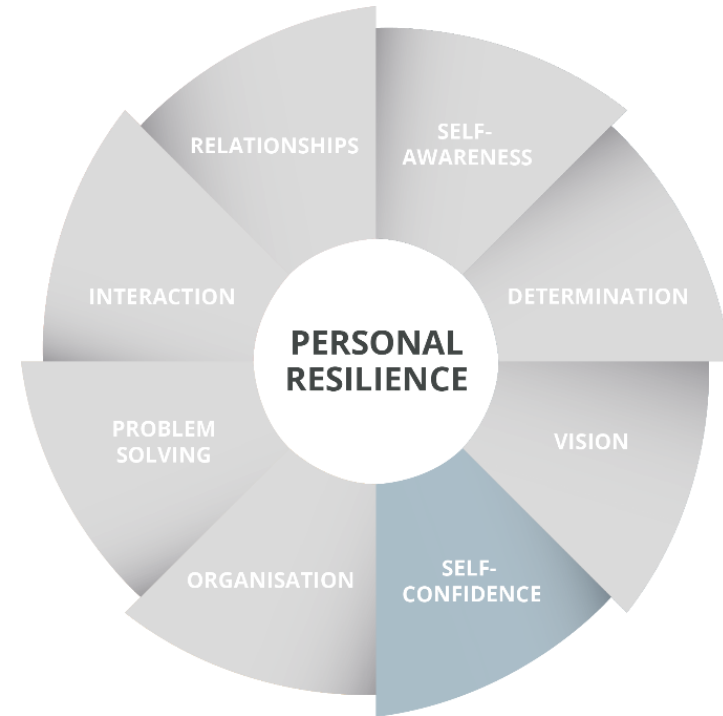 PERSONAL
RESILIENCE
SELF-
AWARENESS
DETERMINATION
VISION
SELF-
CONFIDENCE
ORGANISATION
PROBLEM
SOLVING
INTERACTION
RELATIONSHIPS